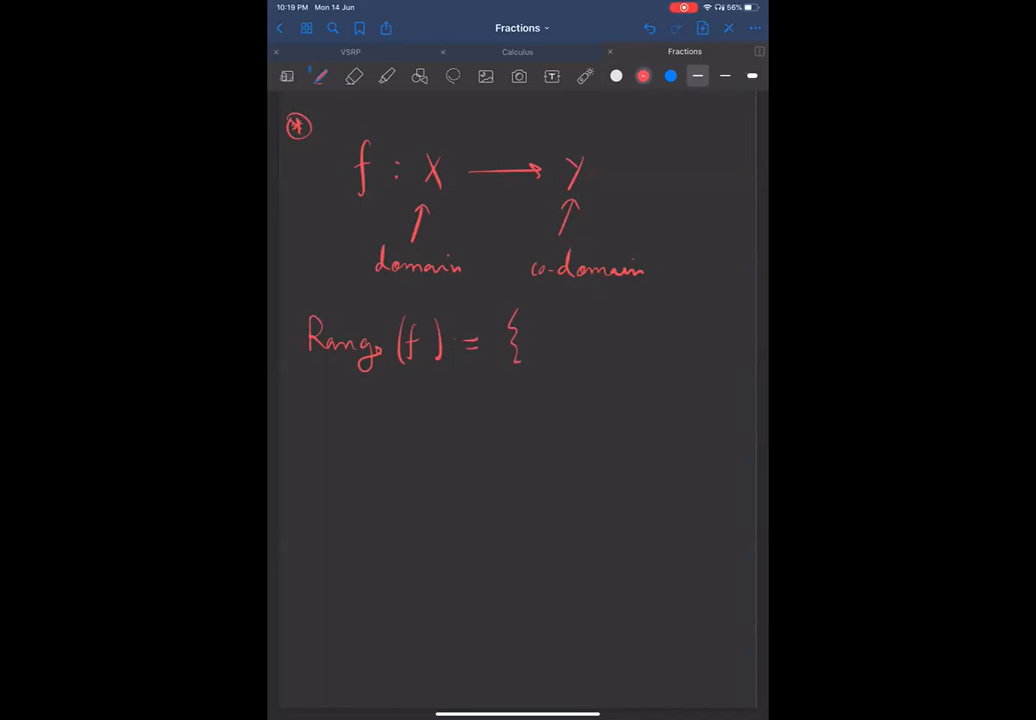 10:19 PM Mon 14 Jun 56%
Fractions
VSRP Calculus Fractions
*
f : X → Y
domain co-domain
Range (f) = {